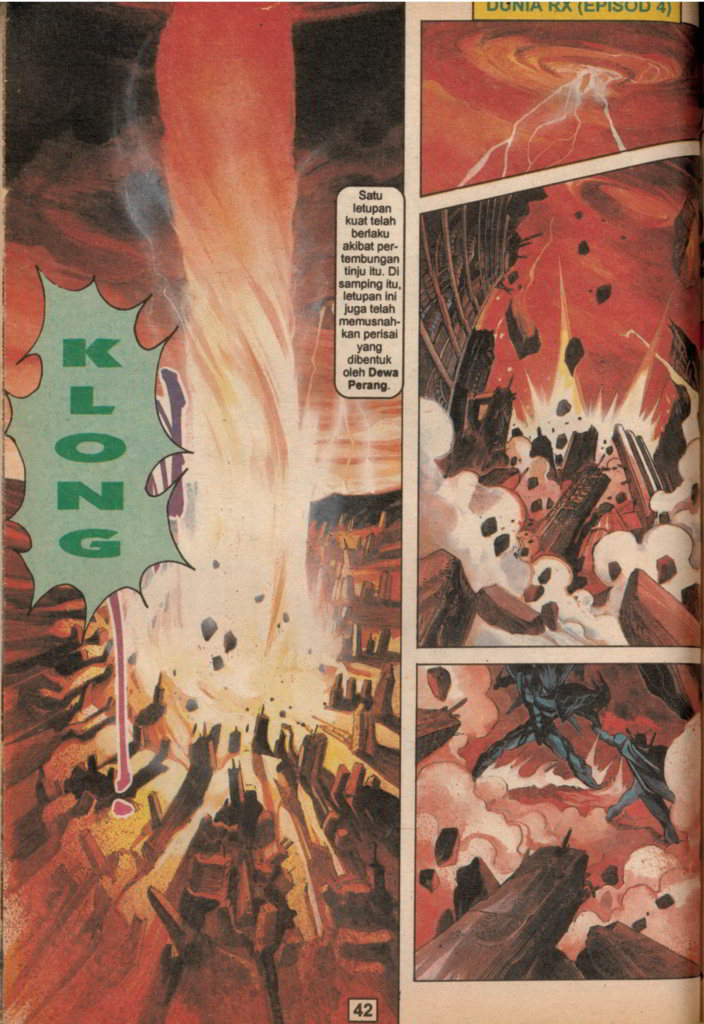 DUNIA RX (EPISOD 4)
Satu
letupan
kuat telah
berlaku
akibat per-
tembungan
tinju itu. Di
samping itu,
letupan ini
juga telah
memusnah-
kan perisai
yang
dibentuk
oleh Dewa
Perang.
K
L
O
N
G
42